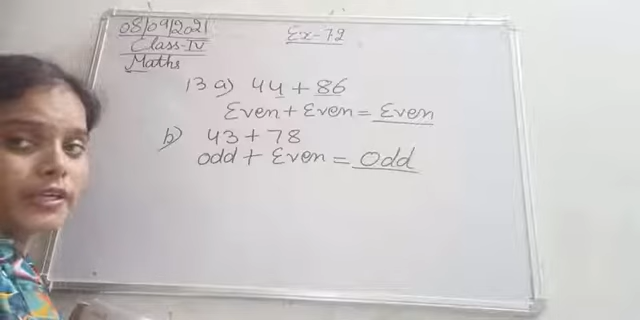 08/09/2021
Class-IV
Maths
Ex-72
13 a) 44 + 86
Even + Even = Even
b) 43 + 78
odd + Even = Odd